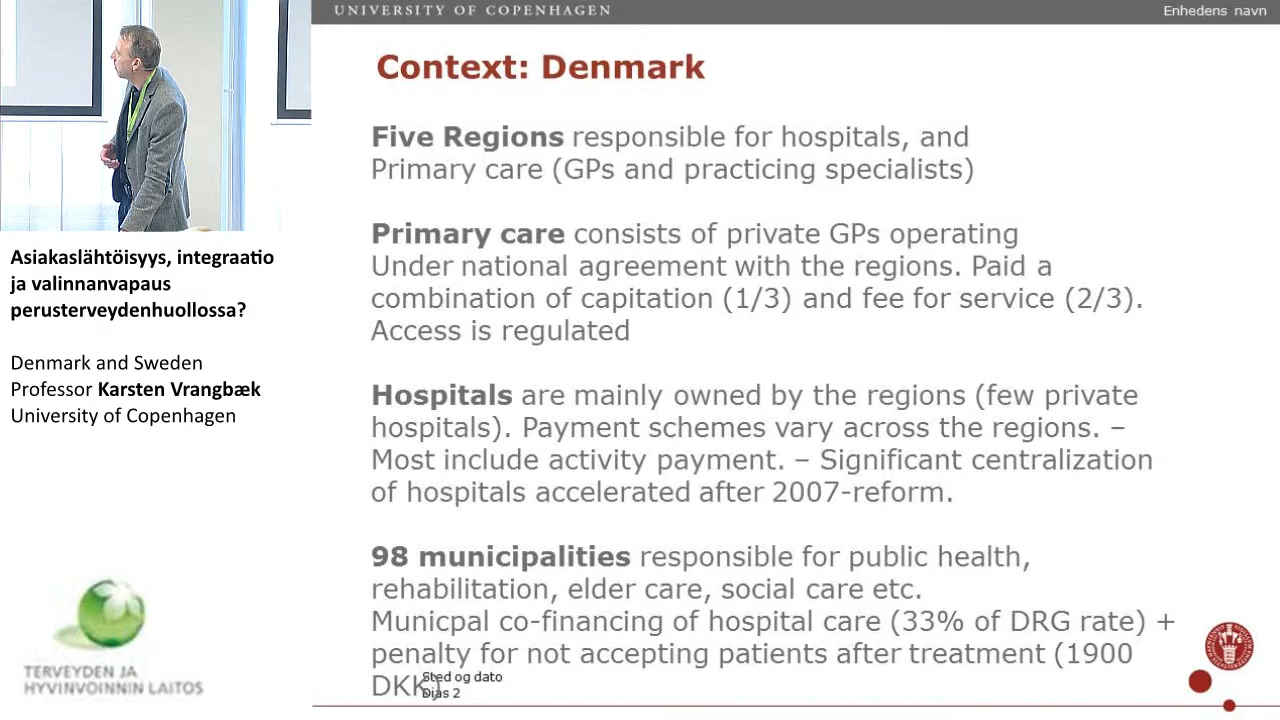 UNIVERSITY OF COPENHAGEN
Enhedens navn
Context: Denmark
Five Regions responsible for hospitals, and
Primary care (GPs and practicing specialists)
Primary care consists of private GPs operating
Under national agreement with the regions. Paid a
combination of capitation (1/3) and fee for service (2/3).
Access is regulated
Hospitals are mainly owned by the regions (few private
hospitals). Payment schemes vary across the regions. –
Most include activity payment. – Significant centralization
of hospitals accelerated after 2007-reform.
98 municipalities responsible for public health,
rehabilitation, elder care, social care etc.
Municpal co-financing of hospital care (33% of DRG rate) +
penalty for not accepting patients after treatment (1900
DKK)
Sted og dato
Dias 2
Asiakaslähtöisyys, integraatio
ja valinnanvapaus
perusterveydenhuollossa?
Denmark and Sweden
Professor Karsten Vrangbæk
University of Copenhagen
TERVEYDEN JA
HYVINVOINNIN LAITOS